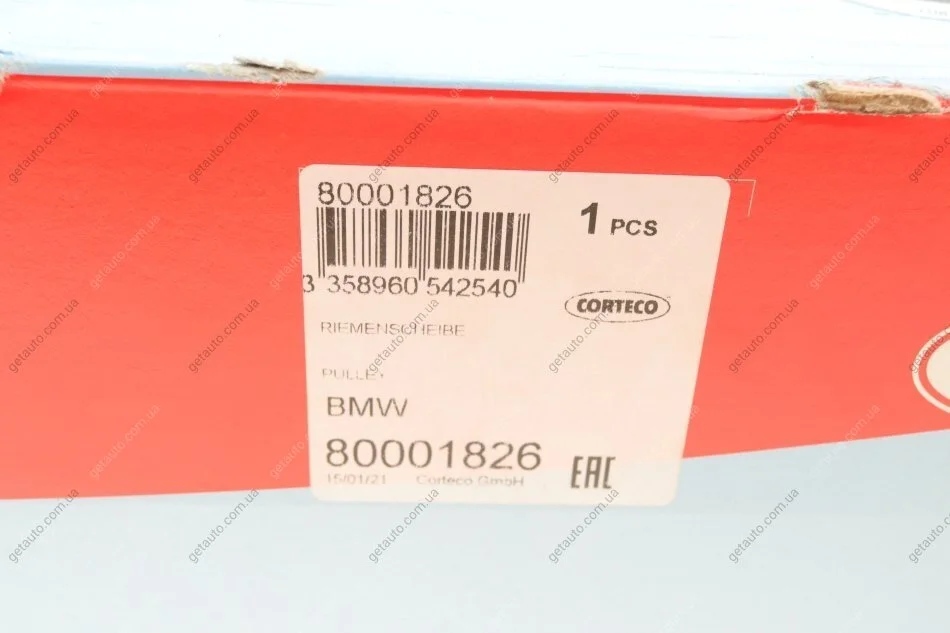 80001826
1 PCS
3 358960 542540
CORTECO
RIEMENSCHEIBE
BMW
80001826
15/01/21 Corteco GmbH
EAC
getauto.com.ua